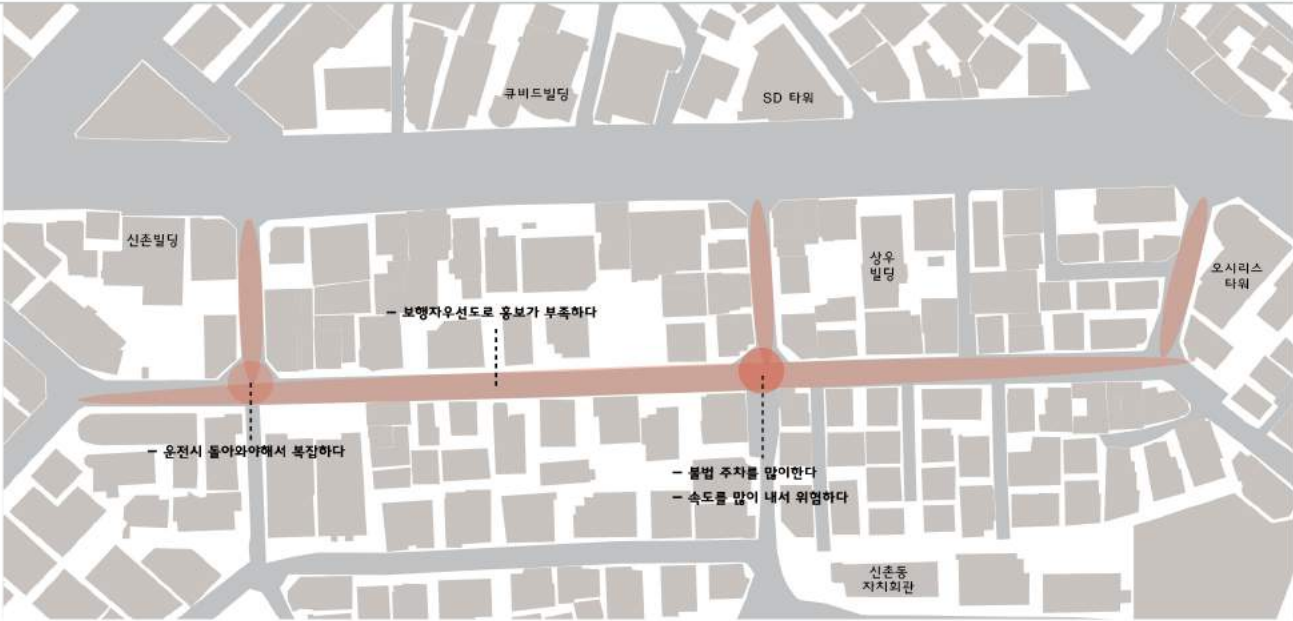 큐비드빌딩
SD 타워
신촌빌딩
상우
빌딩
오시리스
타워
– 보행자우선도로 홍보가 부족하다
– 운전시 돌아와야해서 복잡하다
– 불법 주차를 많이한다
– 속도를 많이 내서 위험하다
신촌동
자치회관